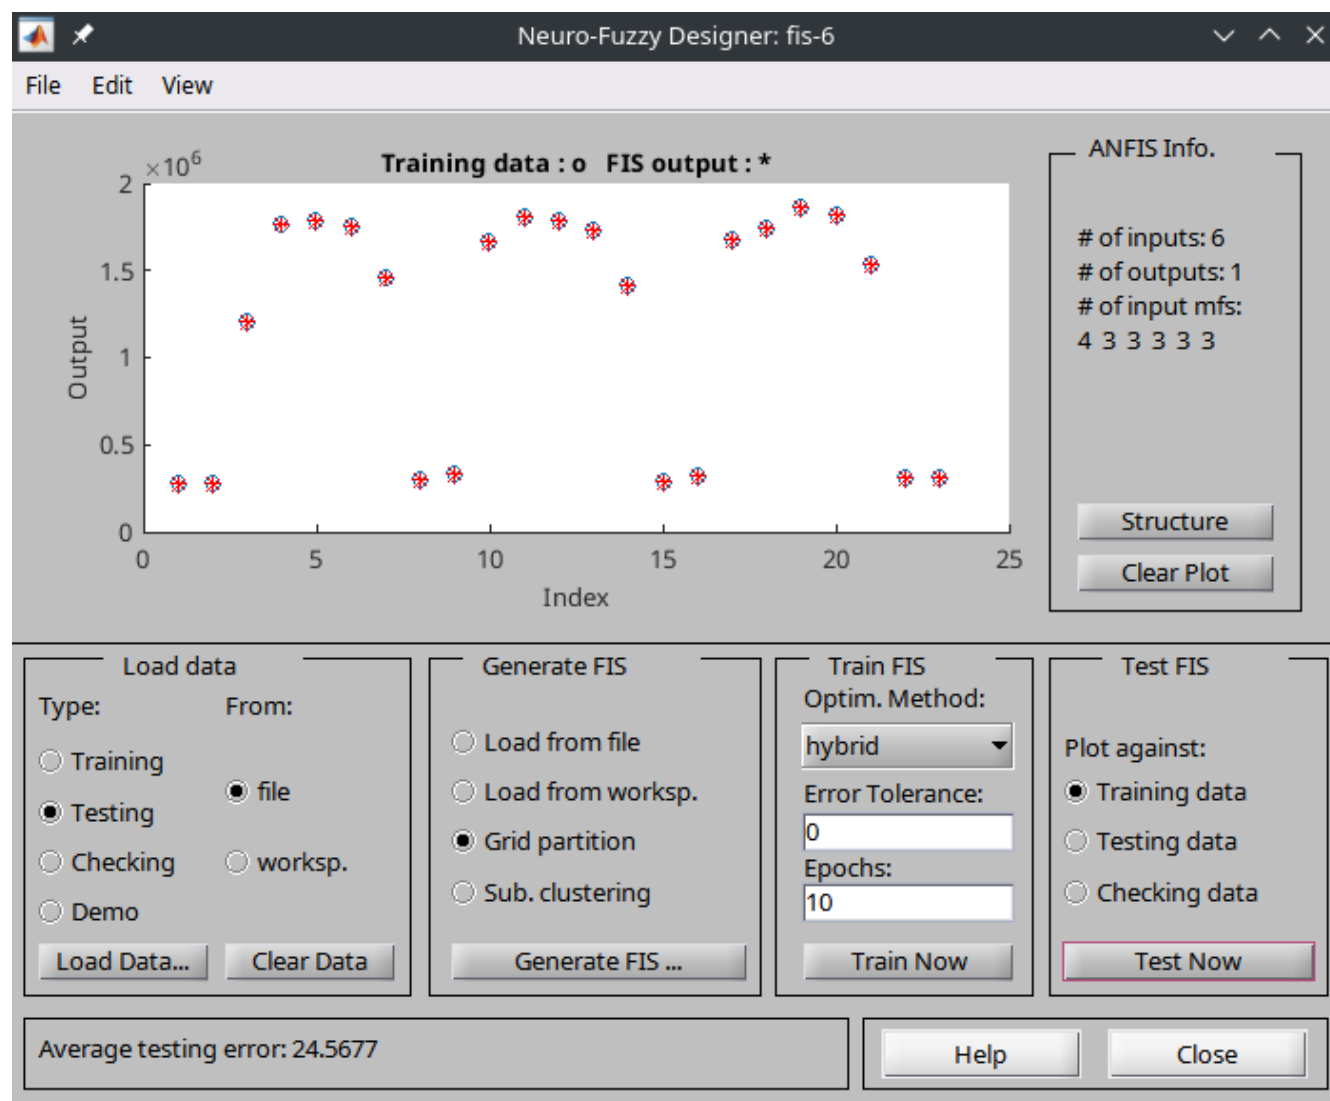 Neuro-Fuzzy Designer: fis-6
File Edit View
×10^6
Training data : o   FIS output : *
2
1.5
1
0.5
0
Output
0 5 10 15 20 25
Index
ANFIS Info.
# of inputs: 6
# of outputs: 1
# of input mfs:
4 3 3 3 3 3
Structure
Clear Plot
Load data
Type: From:
Training
file
Testing
Checking
worksp.
Demo
Load Data...
Clear Data
Generate FIS
Load from file
Load from worksp.
Grid partition
Sub. clustering
Generate FIS ...
Train FIS
Optim. Method:
hybrid
Error Tolerance:
0
Epochs:
10
Train Now
Test FIS
Plot against:
Training data
Testing data
Checking data
Test Now
Average testing error: 24.5677
Help
Close